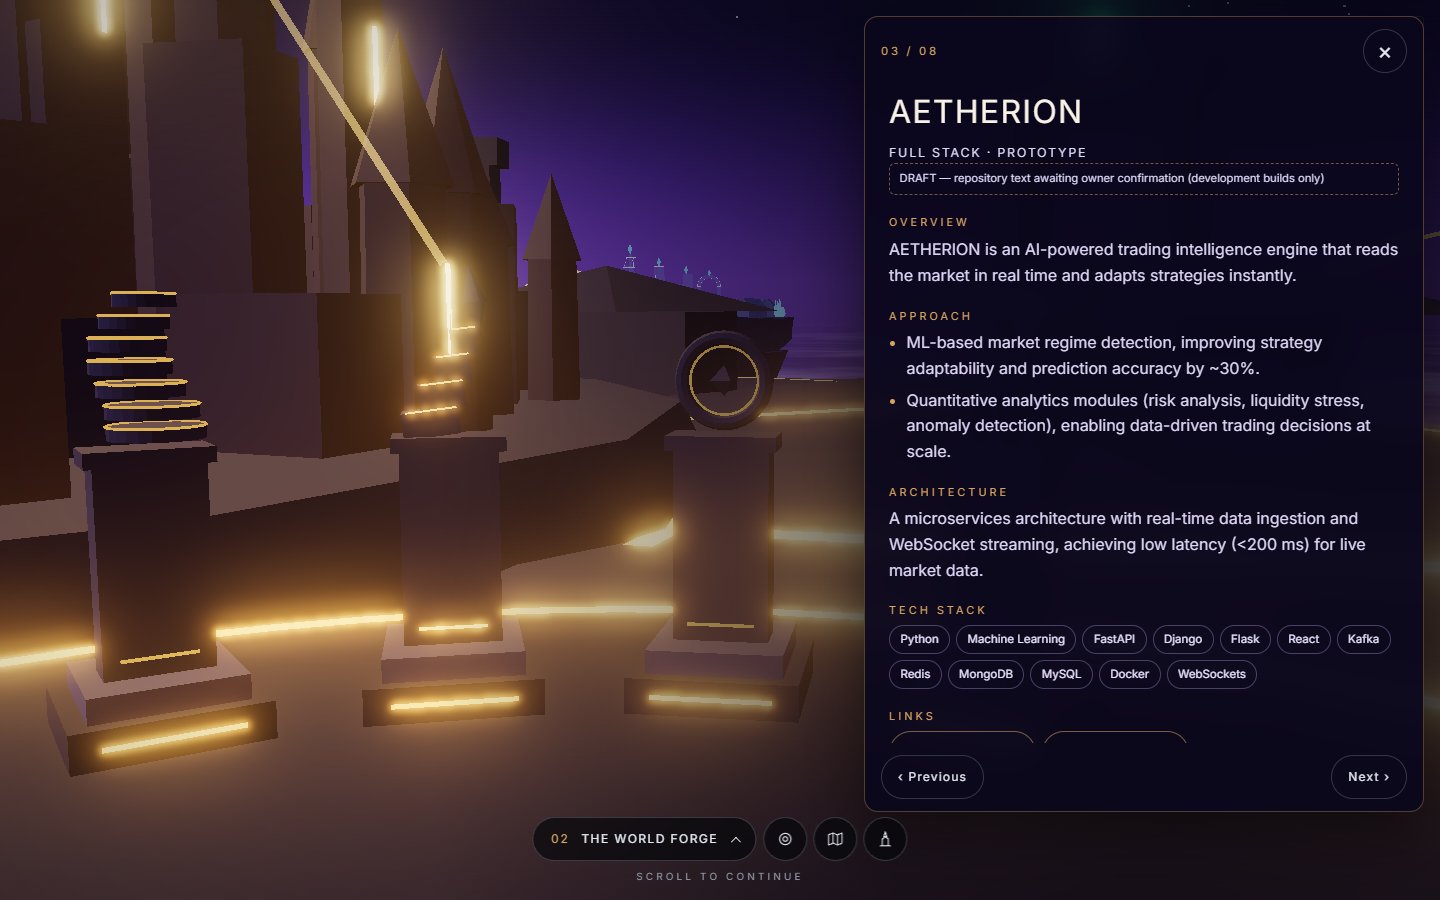 03 / 08
×
AETHERION
FULL STACK · PROTOTYPE
DRAFT — repository text awaiting owner confirmation (development builds only)
OVERVIEW
AETHERION is an AI-powered trading intelligence engine that reads
the market in real time and adapts strategies instantly.
APPROACH
• ML-based market regime detection, improving strategy
adaptability and prediction accuracy by ~30%.
• Quantitative analytics modules (risk analysis, liquidity stress,
anomaly detection), enabling data-driven trading decisions at
scale.
ARCHITECTURE
A microservices architecture with real-time data ingestion and
WebSocket streaming, achieving low latency (<200 ms) for live
market data.
TECH STACK
Python Machine Learning FastAPI Django Flask React Kafka
Redis MongoDB MySQL Docker WebSockets
LINKS
‹ Previous Next ›
02 THE WORLD FORGE
SCROLL TO CONTINUE